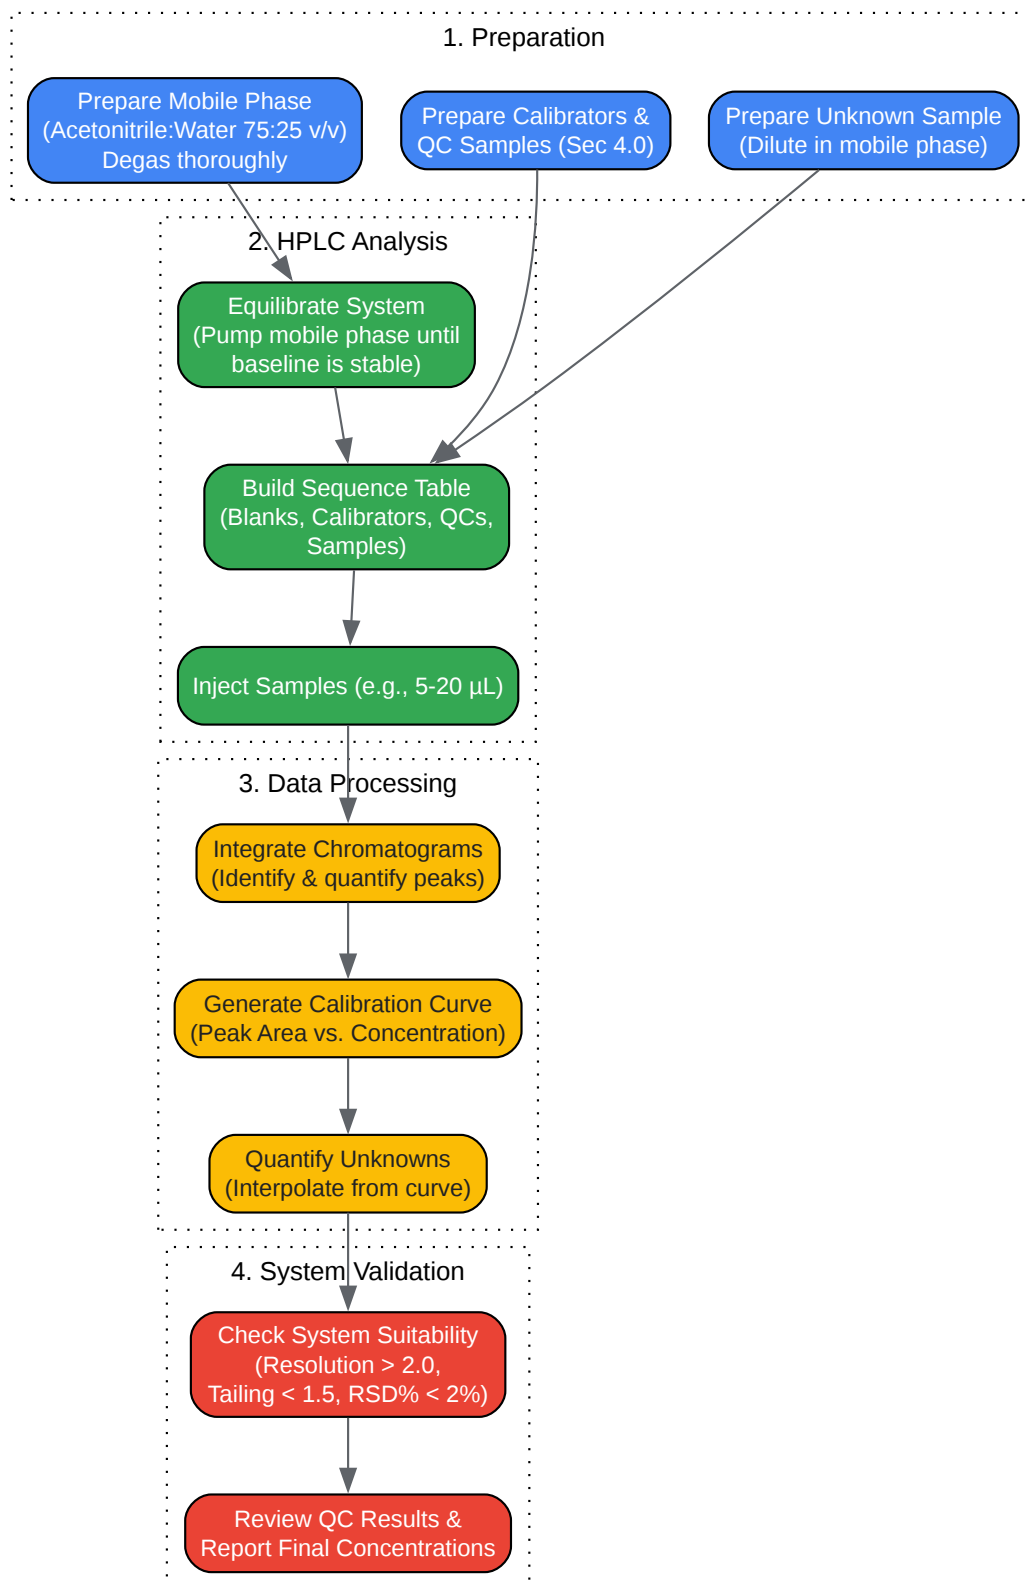 1. Preparation
Prepare Mobile Phase
(Acetonitrile:Water 75:25 v/v)
Degas thoroughly
Prepare Calibrators &
QC Samples (Sec 4.0)
Prepare Unknown Sample
(Dilute in mobile phase)
2. HPLC Analysis
Equilibrate System
(Pump mobile phase until
baseline is stable)
Build Sequence Table
(Blanks, Calibrators, QCs,
Samples)
Inject Samples (e.g., 5-20 µL)
3. Data Processing
Integrate Chromatograms
(Identify & quantify peaks)
Generate Calibration Curve
(Peak Area vs. Concentration)
Quantify Unknowns
(Interpolate from curve)
4. System Validation
Check System Suitability
(Resolution > 2.0,
Tailing < 1.5, RSD% < 2%)
Review QC Results &
Report Final Concentrations